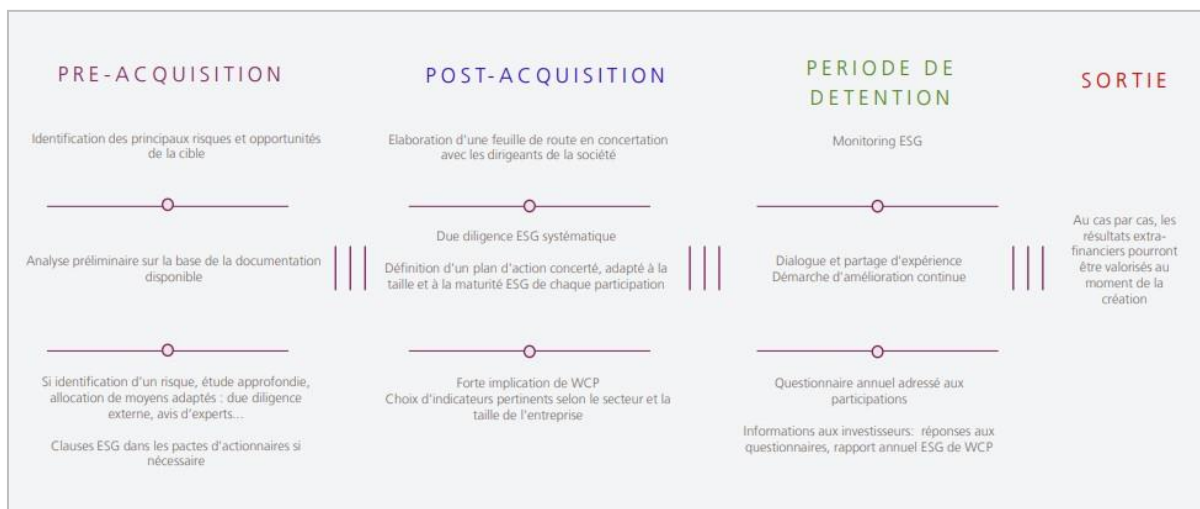 PRE-ACQUISITION
Identification des principaux risques et opportunités
de la cible
Analyse préliminaire sur la base de la documentation
disponible
Si identification d'un risque, étude approfondie,
allocation de moyens adaptés : due diligence
externe, avis d'experts...
Clauses ESG dans les pactes d'actionnaires si
nécessaire
POST-ACQUISITION
Elaboration d'une feuille de route en concertation
avec les dirigeants de la société
Due diligence ESG systématique
Définition d'un plan d'action concerté, adapté à la
taille et à la maturité ESG de chaque participation
Forte implication de WCP
Choix d'indicateurs pertinents selon le secteur et la
taille de l'entreprise
PERIODE DE
DETENTION
Monitoring ESG
Dialogue et partage d'expérience
Démarche d'amélioration continue
Questionnaire annuel adressé aux
participations
Informations aux investisseurs: réponses aux
questionnaires, rapport annuel ESG de WCP
SORTIE
Au cas par cas, les
résultats extra-
financiers pourront
être valorisés au
moment de la
création